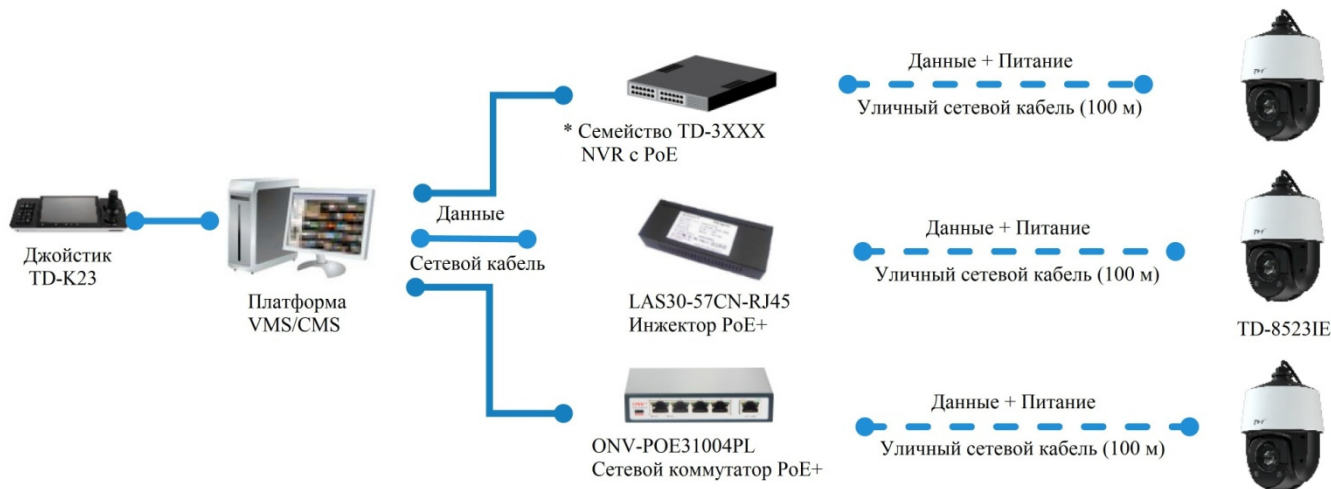 Данные + Питание
Уличный сетевой кабель (100 м)
* Семейство TD-3XXX
NVR с PoE
Джойстик
TD-K23
Платформа
VMS/CMS
Данные
Сетевой кабель
Данные + Питание
Уличный сетевой кабель (100 м)
LAS30-57CN-RJ45
Инжектор PoE+
TD-8523IE
ONV-POE31004PL
Сетевой коммутатор PoE+
Данные + Питание
Уличный сетевой кабель (100 м)